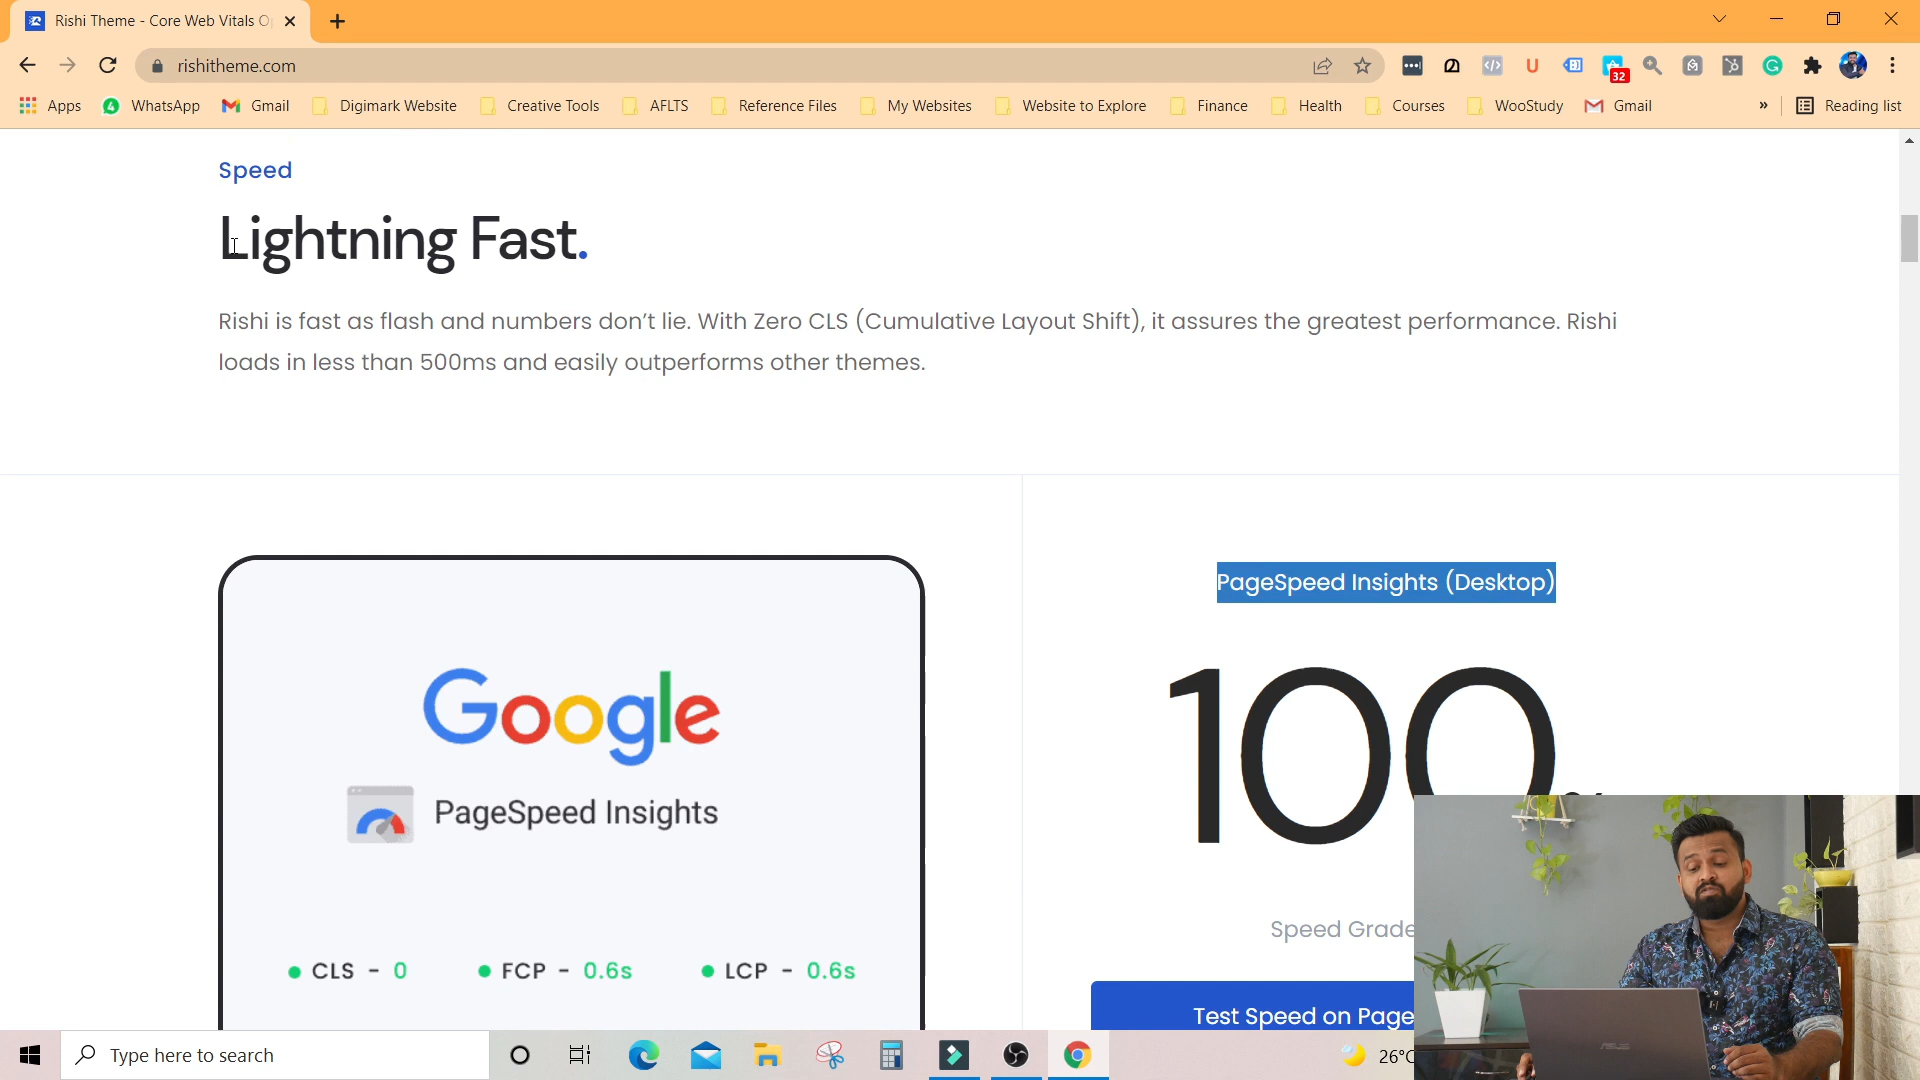 Rishi Theme - Core Web Vitals O
rishitheme.com
32
Apps
4
WhatsApp
Gmail
Digimark Website
Creative Tools
AFLTS
Reference Files
My Websites
Website to Explore
Finance
Health
Courses
WooStudy
Gmail
»
Reading list
Speed
Lightning Fast.
Rishi is fast as flash and numbers don't lie. With Zero CLS (Cumulative Layout Shift), it assures the greatest performance. Rishi
loads in less than 500ms and easily outperforms other themes.
PageSpeed Insights (Desktop)
100
Google
PageSpeed Insights
Speed Grade
CLS - 0
FCP - 0.6s
LCP - 0.6s
Test Speed on Page
Type here to search
26°C
ASUS